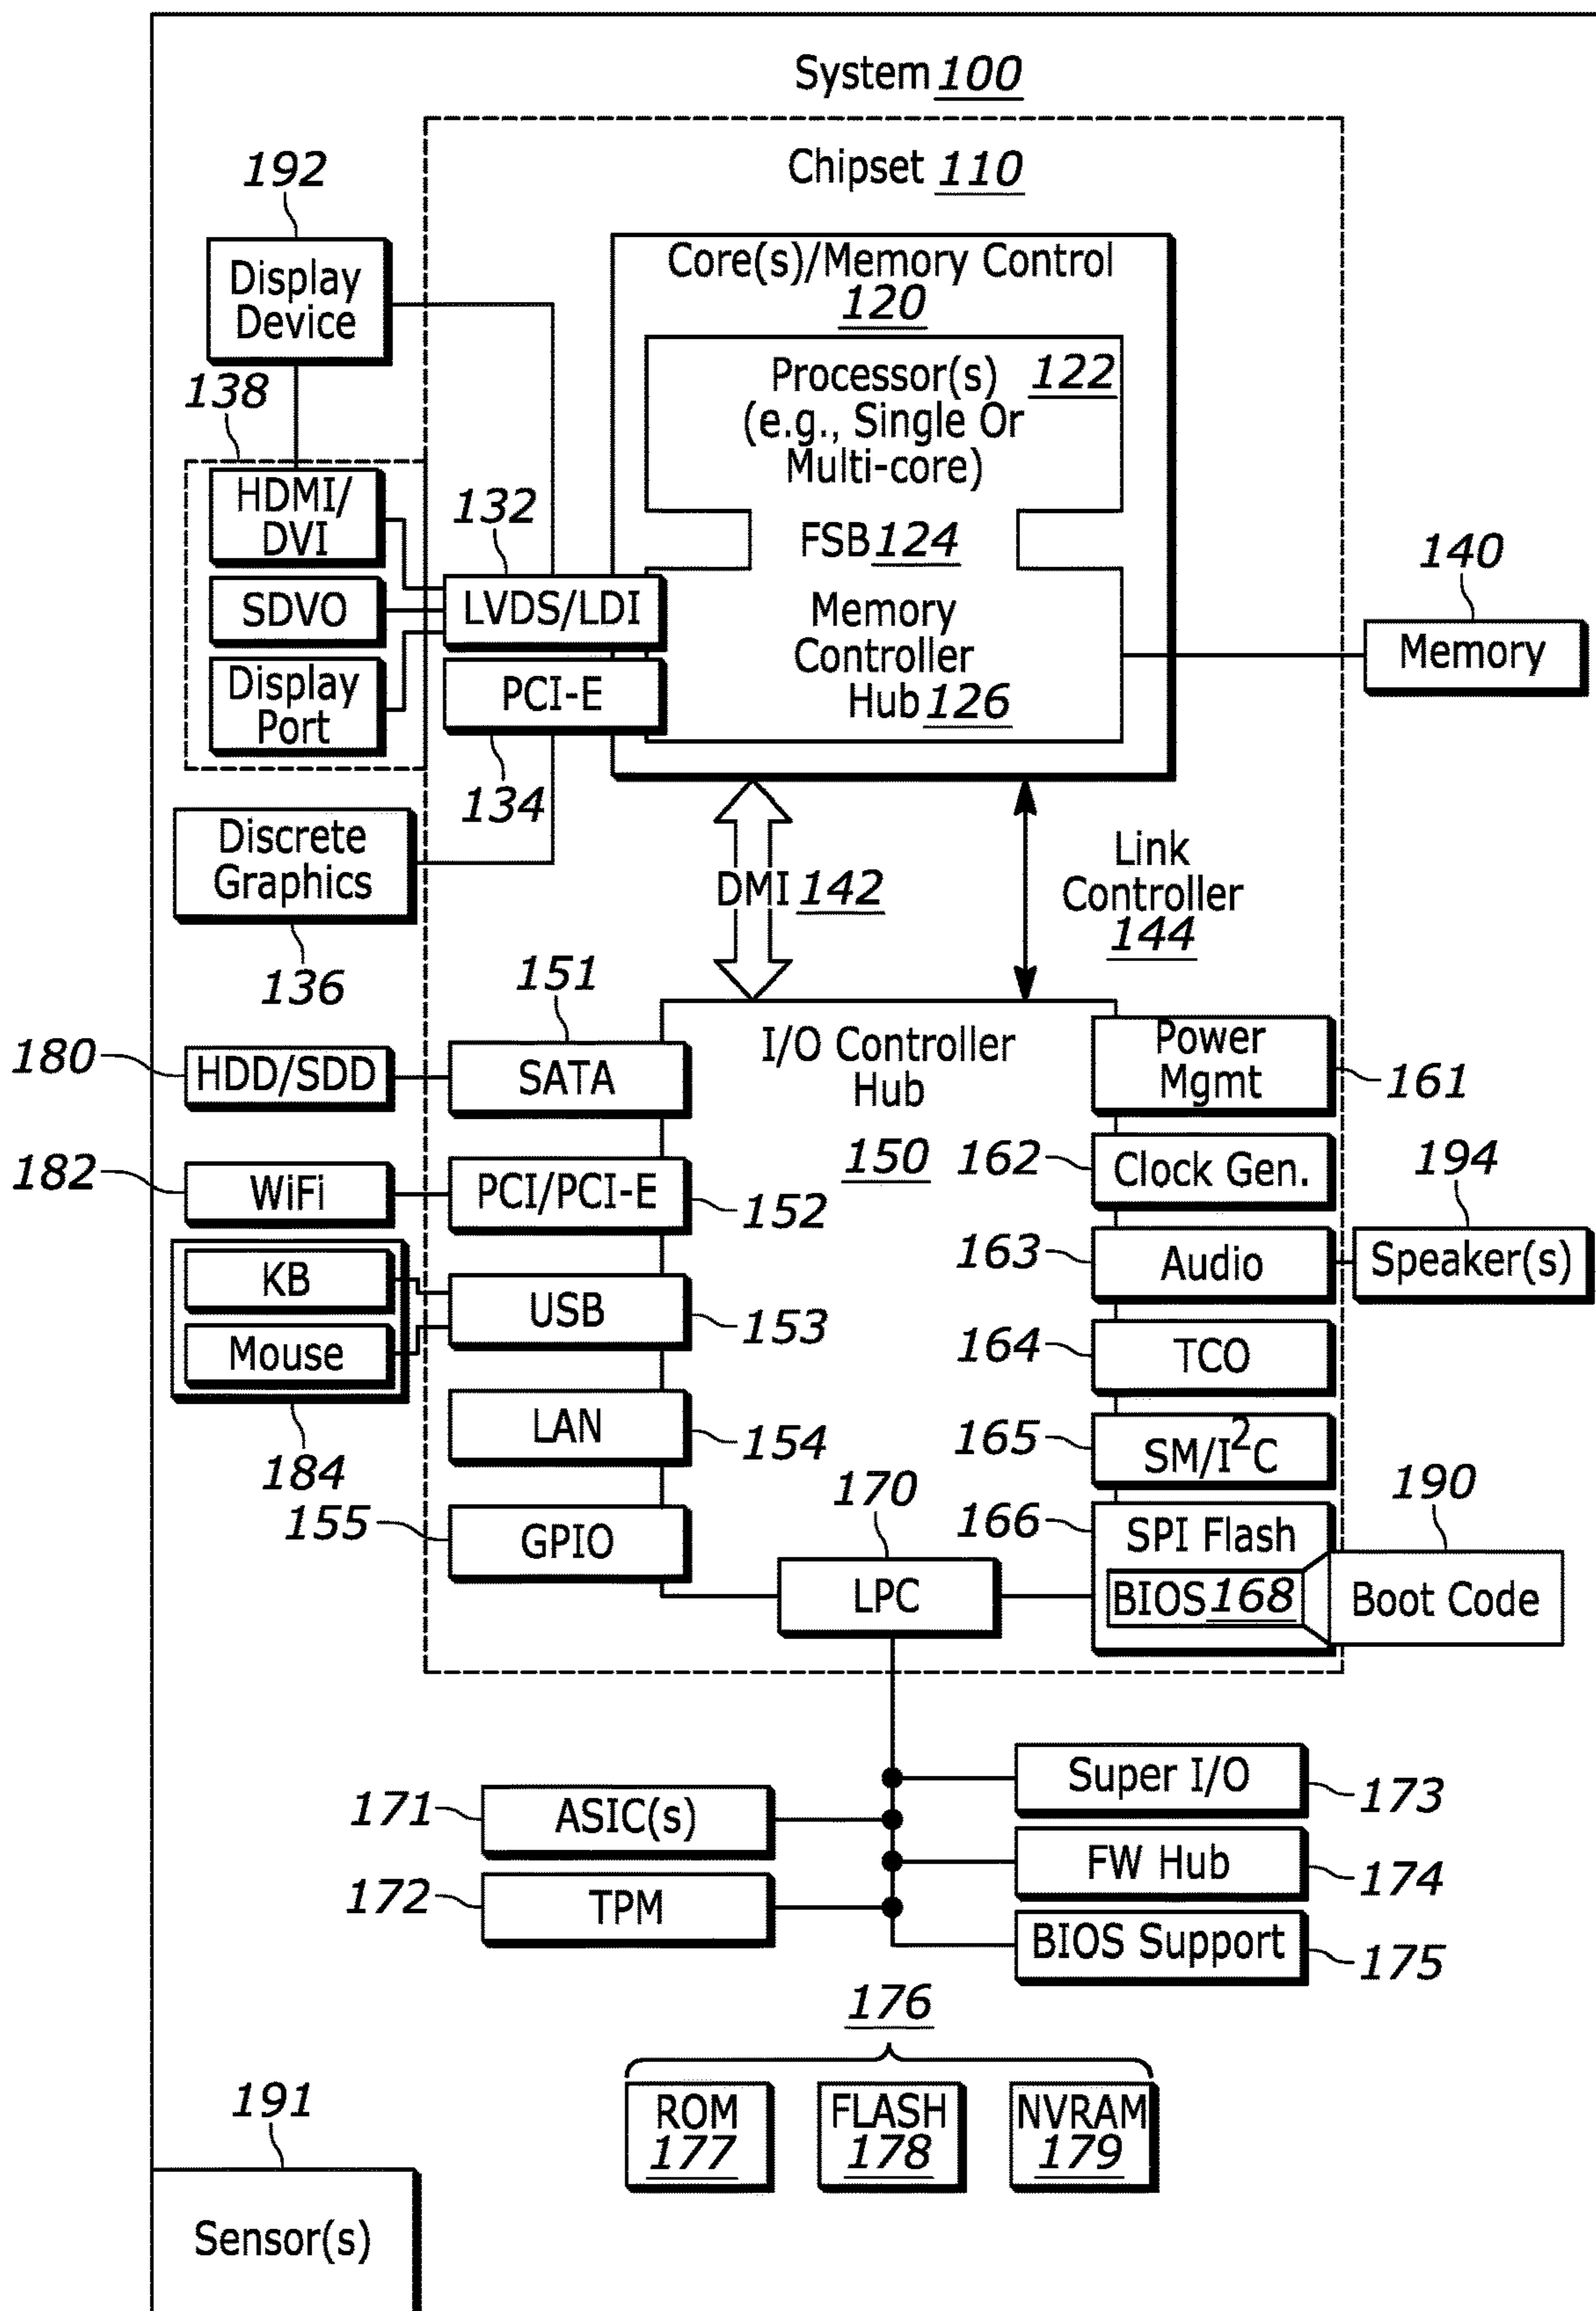 System 100
Chipset 110
192
Display
Device
Core(s)/Memory Control
120
Processor(s) 122
(e.g., Single Or
Multi-core)
FSB 124
Memory
Controller
Hub 126
138
HDMI/
DVI
SDVO
Display
Port
132
LVDS/LDI
PCI-E
134
140
Memory
Discrete
Graphics
136
DMI 142
Link
Controller
144
I/O Controller
Hub
150
151
180
HDD/SDD
SATA
182
WiFi
PCI/PCI-E
152
KB
Mouse
184
USB
153
LAN
154
155
GPIO
Power
Mgmt
161
162
Clock Gen.
163
Audio
194
Speaker(s)
164
TCO
165
SM/I²C
166
SPI Flash
BIOS 168
190
Boot Code
170
LPC
171
ASIC(s)
172
TPM
Super I/O
173
FW Hub
174
BIOS Support
175
176
ROM
177
FLASH
178
NVRAM
179
191
Sensor(s)